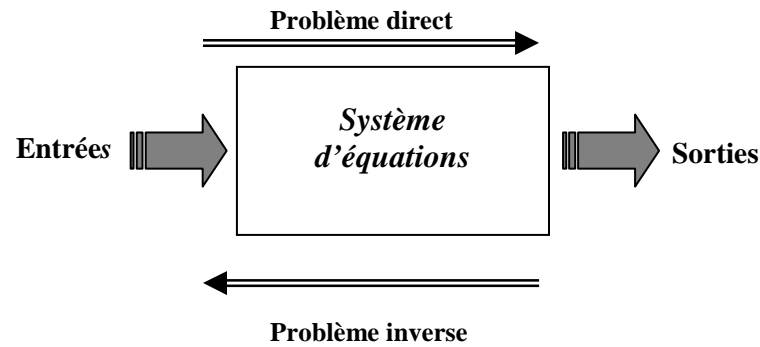 Problème direct
Système
d'équations
Entrées
Sorties
Problème inverse